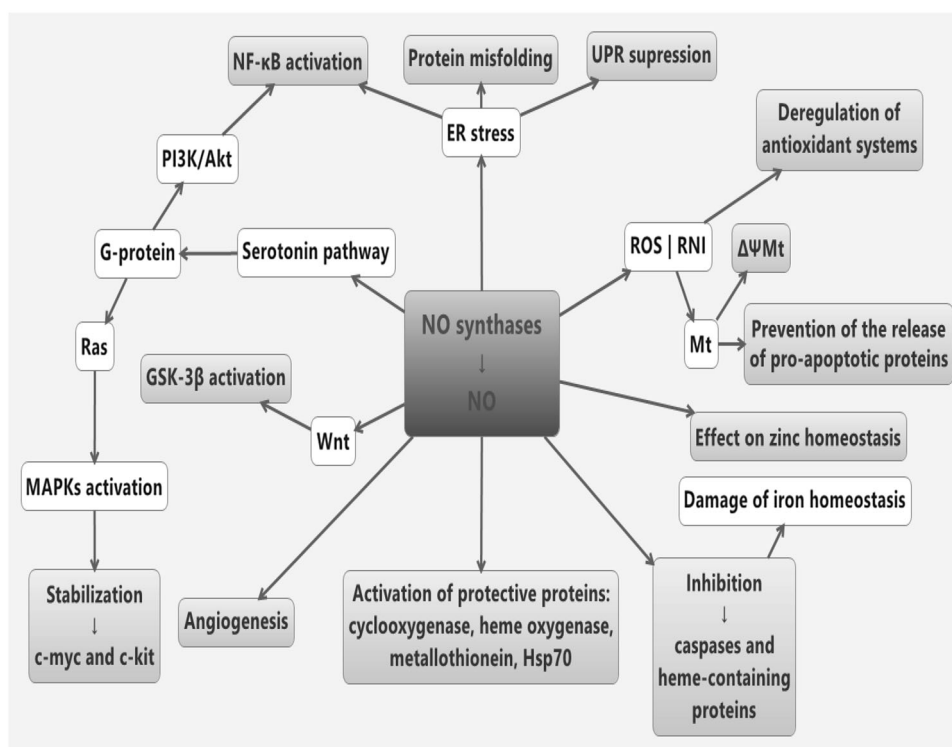 NF-κB activation
Protein misfolding
UPR supression
ER stress
Deregulation of
antioxidant systems
PI3K/Akt
G-protein
Serotonin pathway
ROS | RNI
ΔΨMt
NO synthases
↓
NO
Ras
Mt
Prevention of the release
of pro-apoptotic proteins
GSK-3β activation
Wnt
Effect on zinc homeostasis
MAPKs activation
Damage of iron homeostasis
Stabilization
↓
c-myc and c-kit
Angiogenesis
Activation of protective proteins:
cyclooxygenase, heme oxygenase,
metallothionein, Hsp70
Inhibition
↓
caspases and
heme-containing
proteins